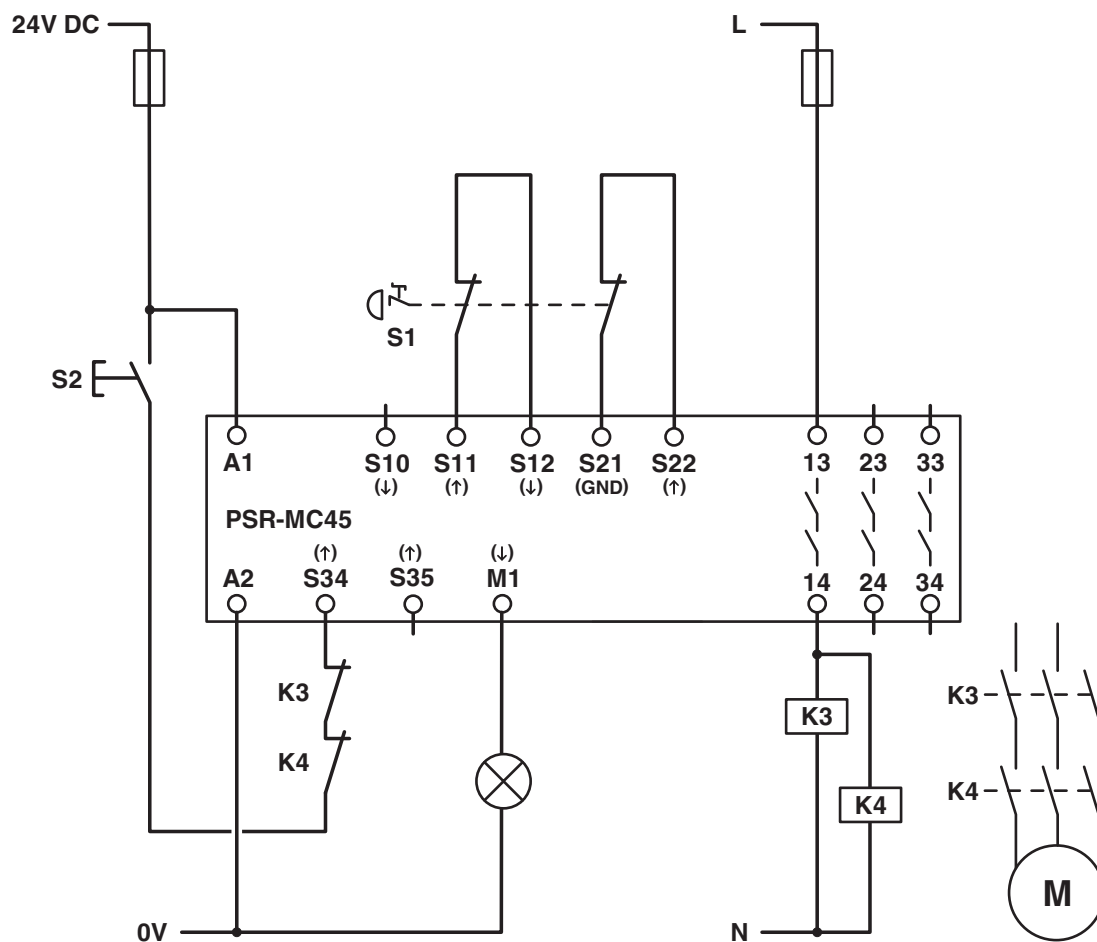 24V DC
L
S1
S2
A1 S10 S11 S12 S21 S22 13 23 33
(↓) (↑) (↓) (GND) (↑)
PSR-MC45
(↑) (↑) (↓)
A2 S34 S35 M1 14 24 34
K3 K3 K3
K4 K4 K4
M
0V N